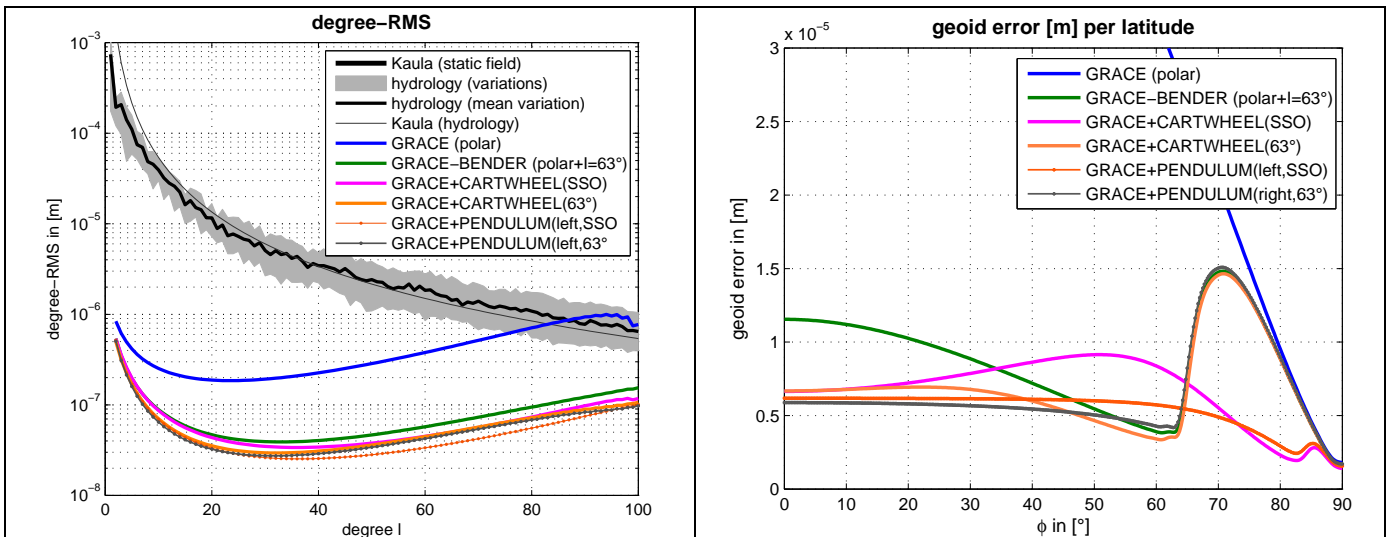 degree−RMS
10^-3
10^-4
10^-5
10^-6
10^-7
10^-8
degree−RMS in [m]
Kaula (static field)
hydrology (variations)
hydrology (mean variation)
Kaula (hydrology)
GRACE (polar)
GRACE−BENDER (polar+I=63°)
GRACE+CARTWHEEL(SSO)
GRACE+CARTWHEEL(63°)
GRACE+PENDULUM(left,SSO
GRACE+PENDULUM(left,63°
0 20 40 60 80 100
degree l
geoid error [m] per latitude
x 10^-5
3
2.5
2
1.5
1
0.5
0
geoid error in [m]
GRACE (polar)
GRACE−BENDER (polar+I=63°)
GRACE+CARTWHEEL(SSO)
GRACE+CARTWHEEL(63°)
GRACE+PENDULUM(left,SSO)
GRACE+PENDULUM(right,63°)
0 10 20 30 40 50 60 70 80 90
ϕ in [°]